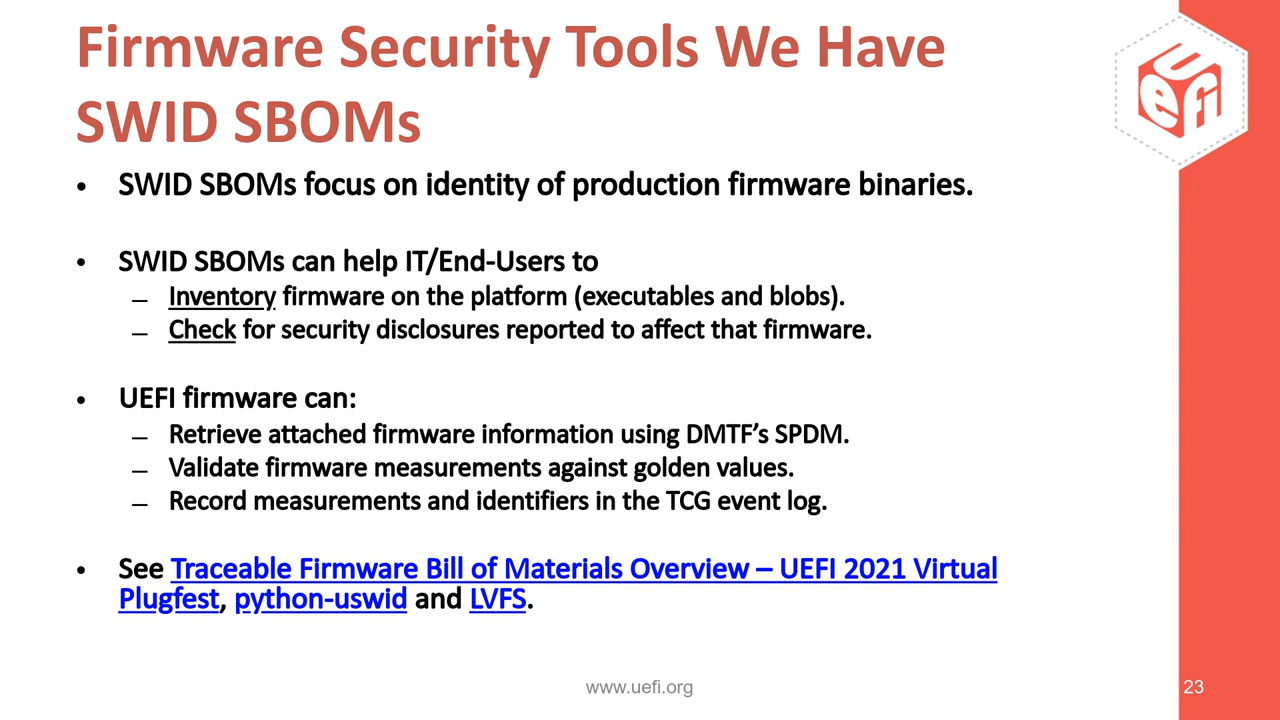 Firmware Security Tools We Have
SWID SBOMs
uefi
• SWID SBOMs focus on identity of production firmware binaries.
• SWID SBOMs can help IT/End-Users to
– Inventory firmware on the platform (executables and blobs).
– Check for security disclosures reported to affect that firmware.
• UEFI firmware can:
– Retrieve attached firmware information using DMTF’s SPDM.
– Validate firmware measurements against golden values.
– Record measurements and identifiers in the TCG event log.
• See Traceable Firmware Bill of Materials Overview – UEFI 2021 Virtual
Plugfest, python-uswid and LVFS.
www.uefi.org
23